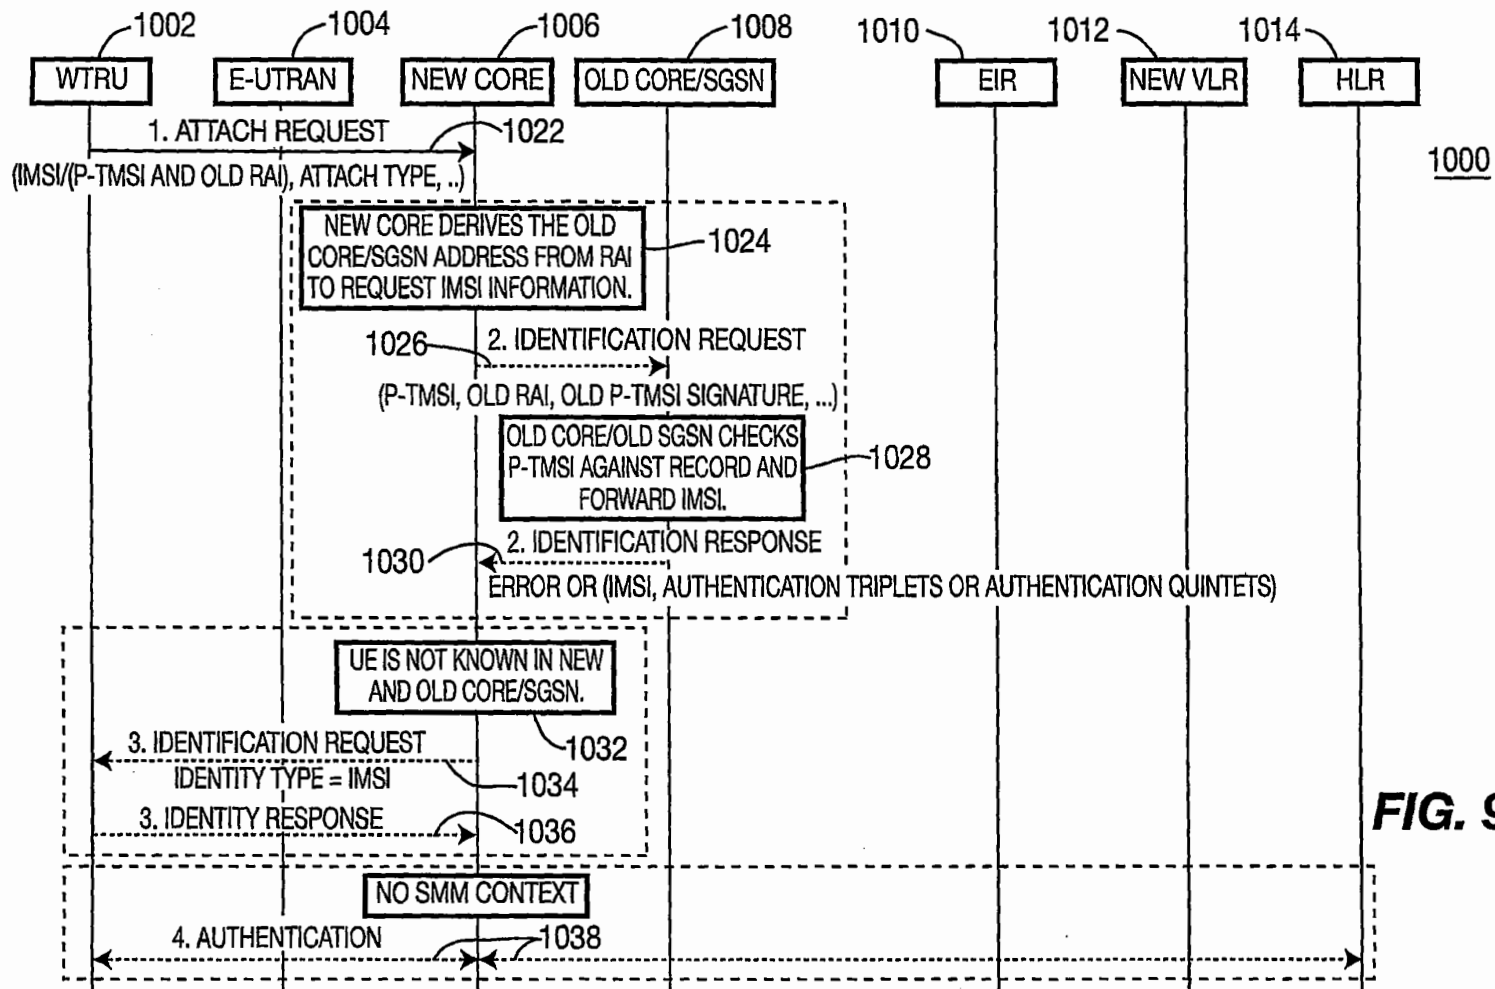 1002
1004
1006
1008
1010
1012
1014
WTRU
E-UTRAN
NEW CORE
OLD CORE/SGSN
EIR
NEW VLR
HLR
1. ATTACH REQUEST
1022
(IMSI/(P-TMSI AND OLD RAI), ATTACH TYPE, ..)
1000
NEW CORE DERIVES THE OLD
CORE/SGSN ADDRESS FROM RAI
TO REQUEST IMSI INFORMATION.
1024
1026
2. IDENTIFICATION REQUEST
(P-TMSI, OLD RAI, OLD P-TMSI SIGNATURE, ...)
OLD CORE/OLD SGSN CHECKS
P-TMSI AGAINST RECORD AND
FORWARD IMSI.
1028
2. IDENTIFICATION RESPONSE
1030
ERROR OR (IMSI, AUTHENTICATION TRIPLETS OR AUTHENTICATION QUINTETS)
UE IS NOT KNOWN IN NEW
AND OLD CORE/SGSN.
1032
3. IDENTIFICATION REQUEST
IDENTITY TYPE = IMSI
1034
3. IDENTITY RESPONSE
1036
FIG. 9
NO SMM CONTEXT
4. AUTHENTICATION
1038